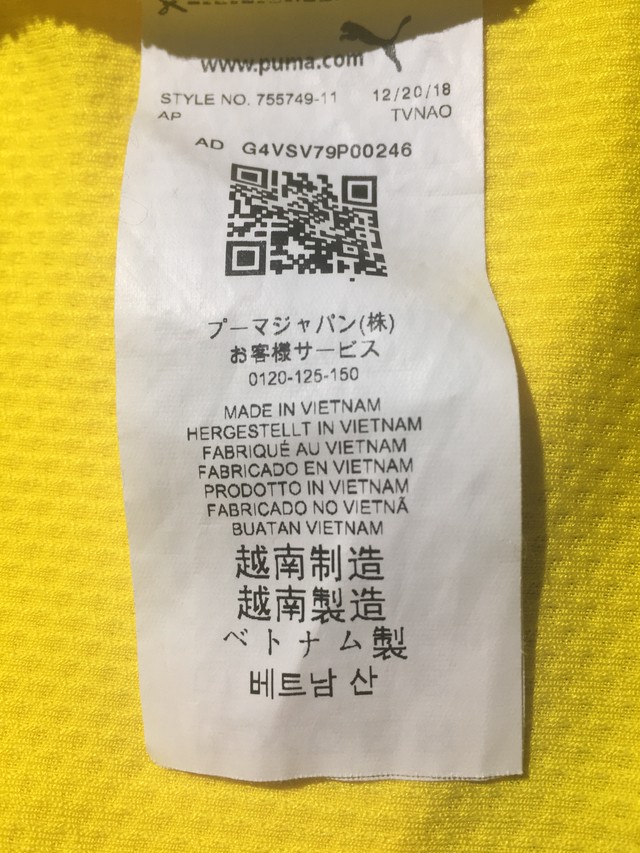 www.puma.com
STYLE NO. 755749-11 12/20/18
AP TVNAO
AD G4VSV79P00246
プーマジャパン(株)
お客様サービス
0120-125-150
MADE IN VIETNAM
HERGESTELLT IN VIETNAM
FABRIQUÉ AU VIETNAM
FABRICADO EN VIETNAM
PRODOTTO IN VIETNAM
FABRICADO NO VIETNÃ
BUATAN VIETNAM
越南制造
越南製造
ベトナム製
베트남 산